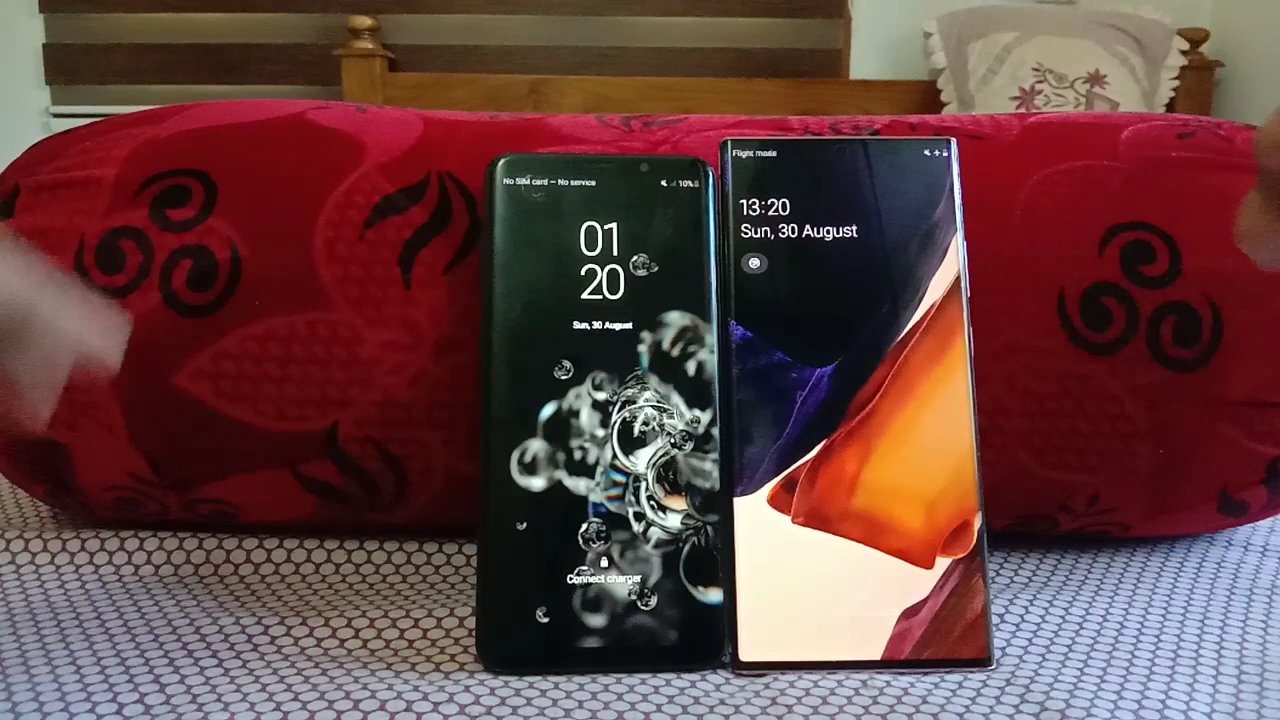 No SIM card – No service
10%
01
20
Sun, 30 August
Connect charger
Flight mode
13:20
Sun, 30 August